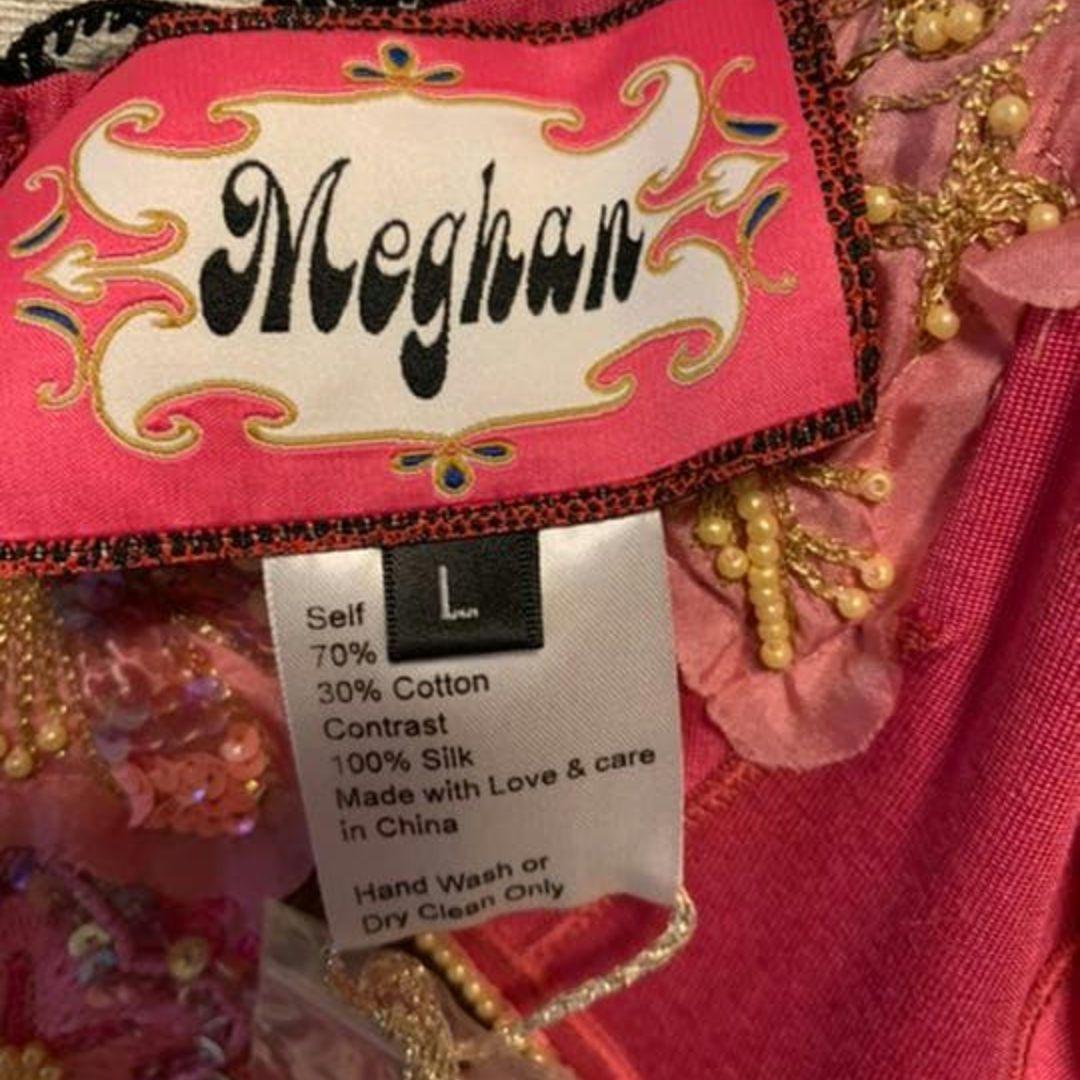 Meghan
L
Self
70%
30% Cotton
Contrast
100% Silk
Made with Love & care
in China
Hand Wash or
Dry Clean Only